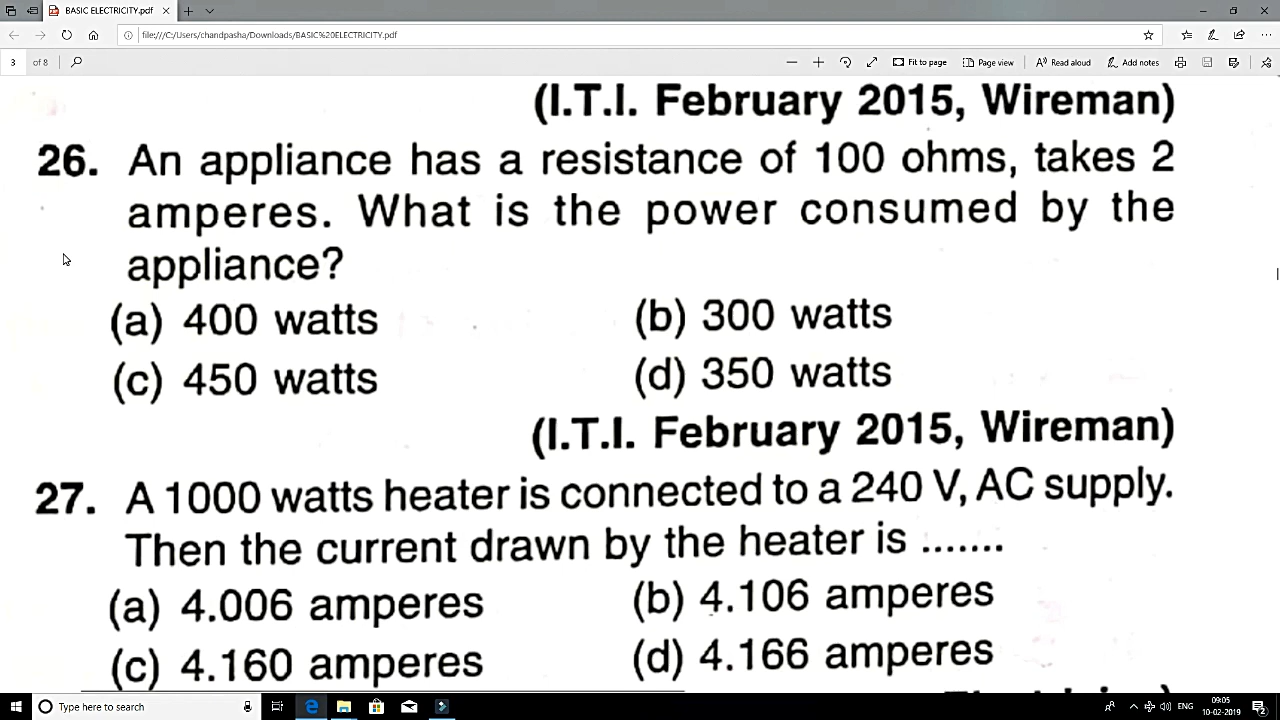 BASIC ELECTRICITY.pdf
file:///C:/Users/chandpasha/Downloads/BASIC%20ELECTRICITY.pdf
3 of 8 Fit to page Page view Read aloud Add notes
(I.T.I. February 2015, Wireman)
26. An appliance has a resistance of 100 ohms, takes 2
amperes. What is the power consumed by the
appliance?
(a) 400 watts (b) 300 watts
(c) 450 watts (d) 350 watts
(I.T.I. February 2015, Wireman)
27. A 1000 watts heater is connected to a 240 V, AC supply.
Then the current drawn by the heater is .......
(a) 4.006 amperes (b) 4.106 amperes
(c) 4.160 amperes (d) 4.166 amperes
Type here to search ENG 09:05
10-02-2019